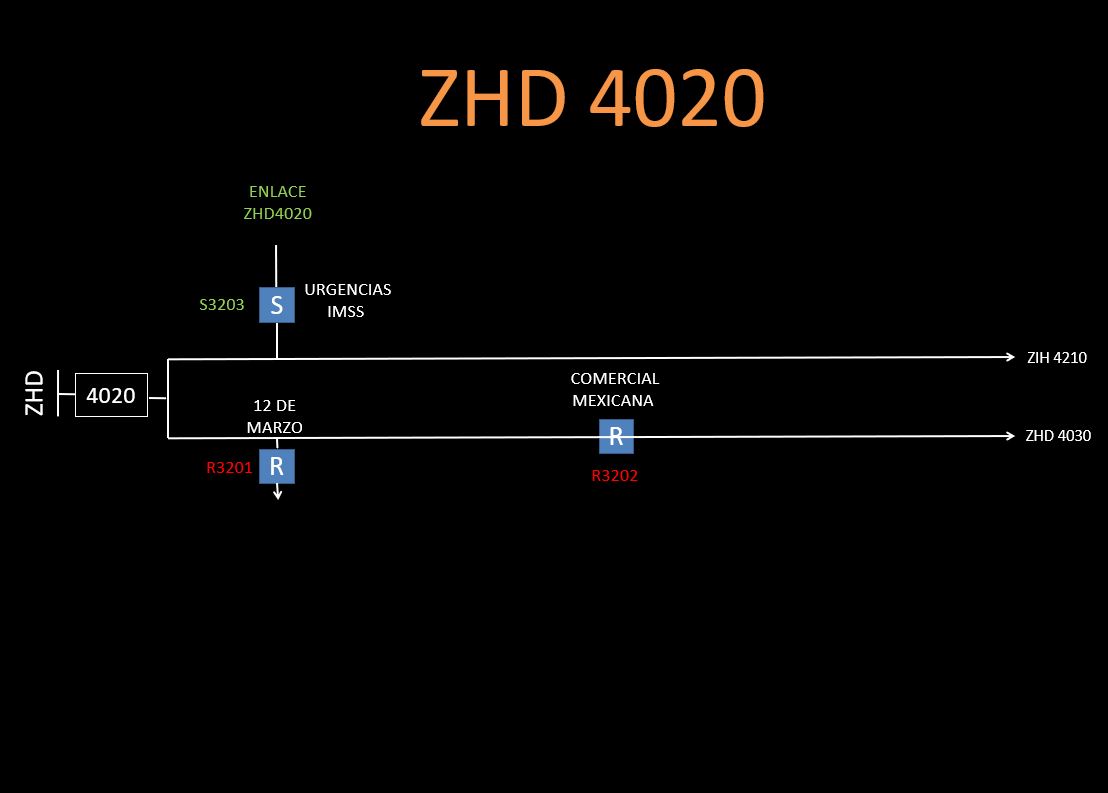 ZHD 4020
ENLACE
ZHD4020
S3203
S
URGENCIAS
IMSS
ZIH 4210
ZHD
4020
COMERCIAL
MEXICANA
12 DE
MARZO
R
ZHD 4030
R3201
R
R3202